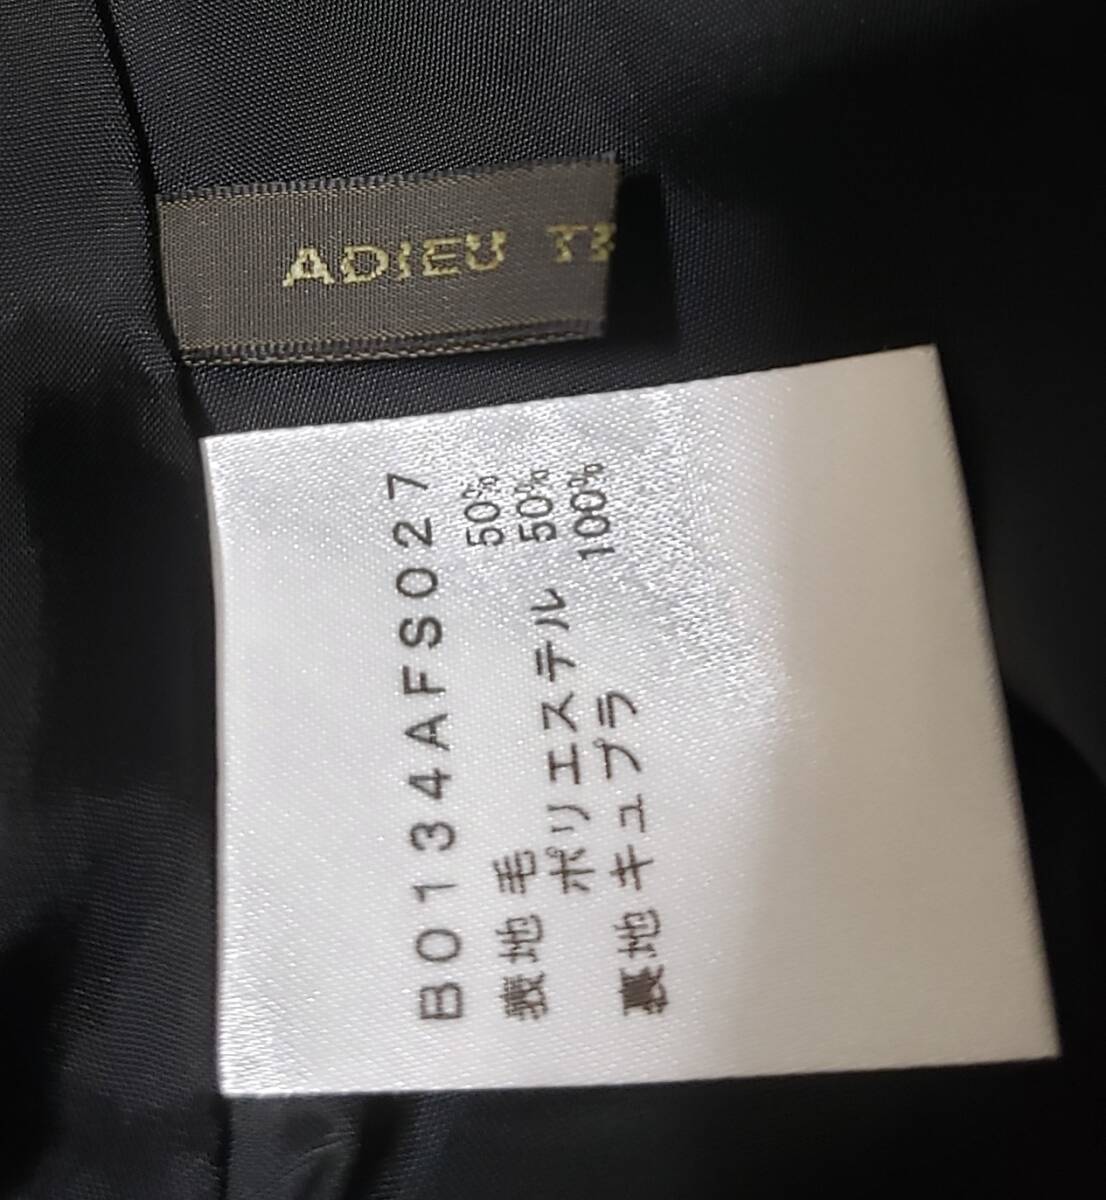 ADIEU
B0134AFS027
表地 毛 50%
ポリエステル 50%
裏地 キュプラ 100%